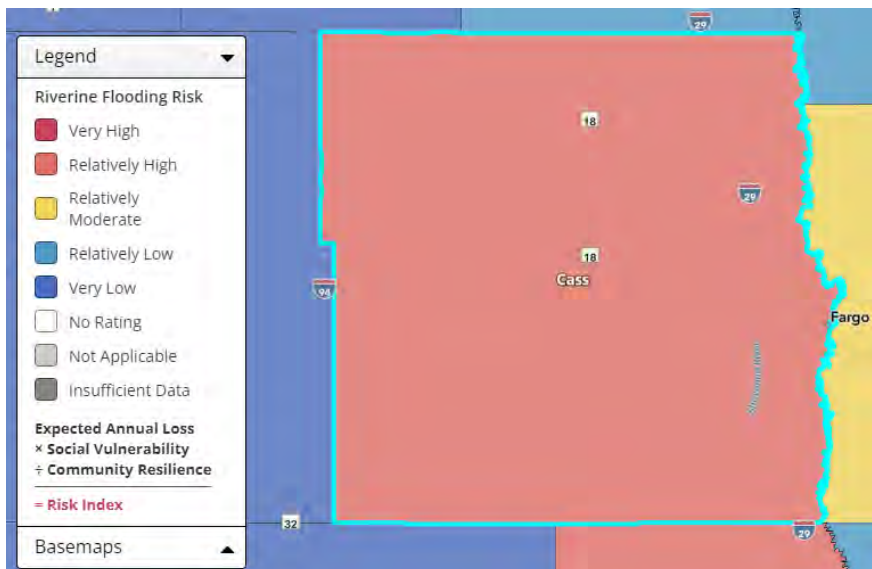 Legend
Riverine Flooding Risk
Very High
Relatively High
Relatively
Moderate
Relatively Low
Very Low
No Rating
Not Applicable
Insufficient Data
Expected Annual Loss
× Social Vulnerability
÷ Community Resilience
= Risk Index
Basemaps
29
18
29
18
Cass
94
Fargo
32
29